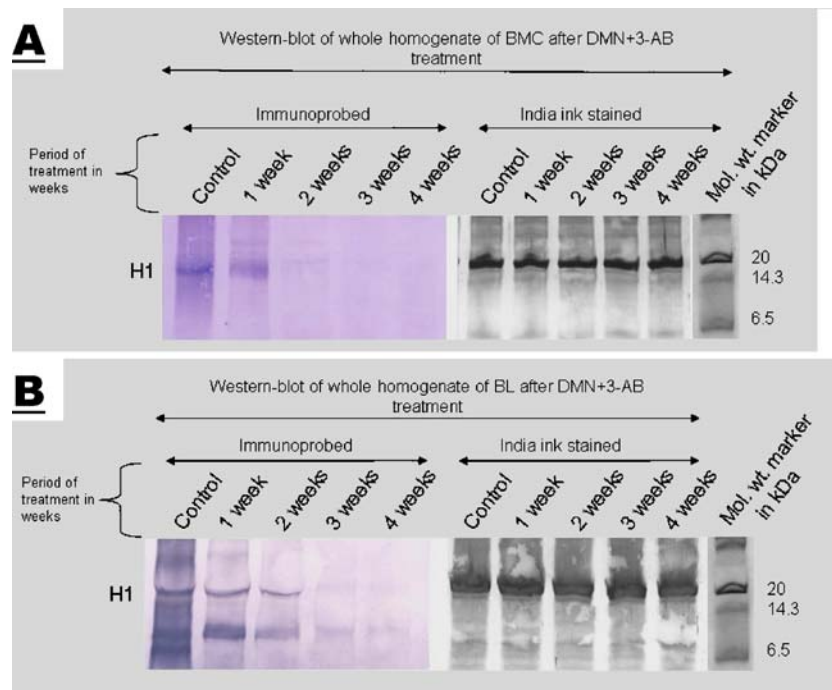 A
Western-blot of whole homogenate of BMC after DMN+3-AB
treatment
Immunoprobed
India ink stained
Period of
treatment in
weeks
Control
1 week
2 weeks
3 weeks
4 weeks
Control
1 week
2 weeks
3 weeks
4 weeks
Mol. wt. marker
in kDa
H1
20
14.3
6.5
B
Western-blot of whole homogenate of BL after DMN+3-AB
treatment
Immunoprobed
India ink stained
Period of
treatment in
weeks
Control
1 week
2 weeks
3 weeks
4 weeks
Control
1 week
2 weeks
3 weeks
4 weeks
Mol. wt. marker
in kDa
H1
20
14.3
6.5